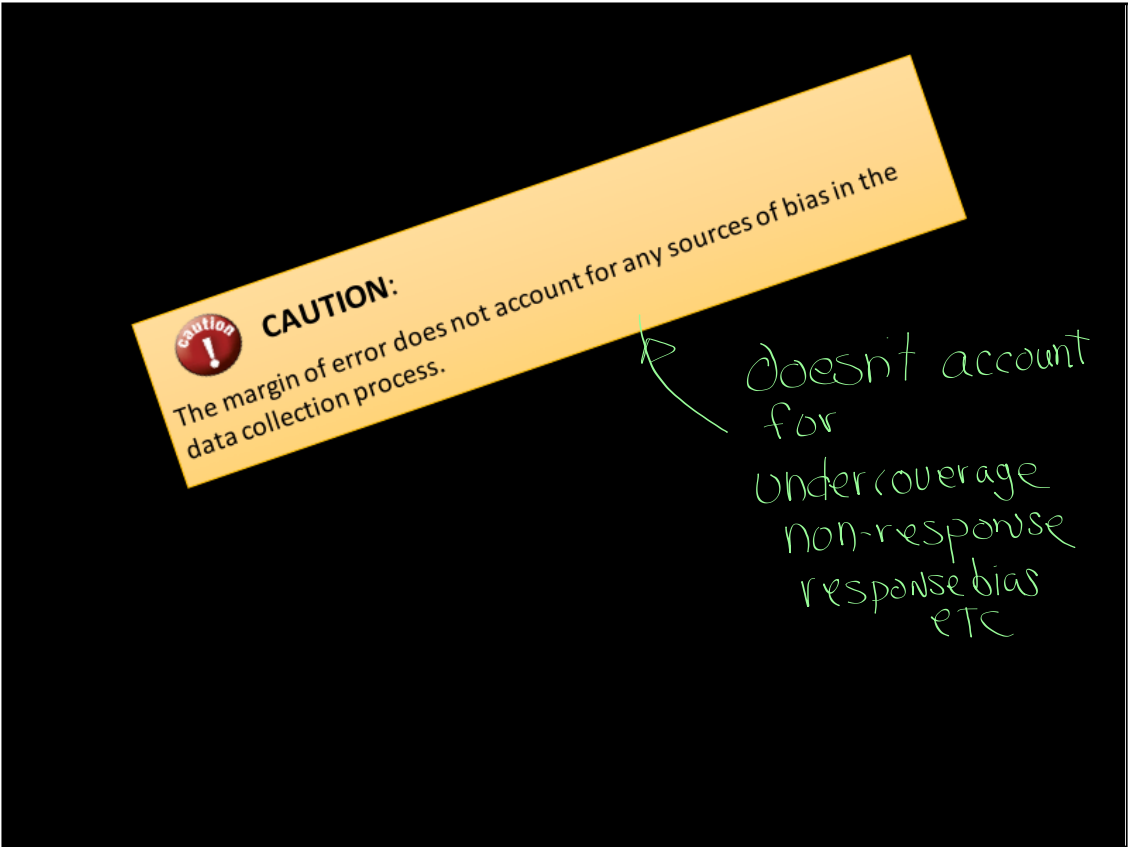 caution
!
CAUTION:
The margin of error does not account for any sources of bias in the
data collection process.
doesn't account
for
undercoverage
non-response
response bias
etc